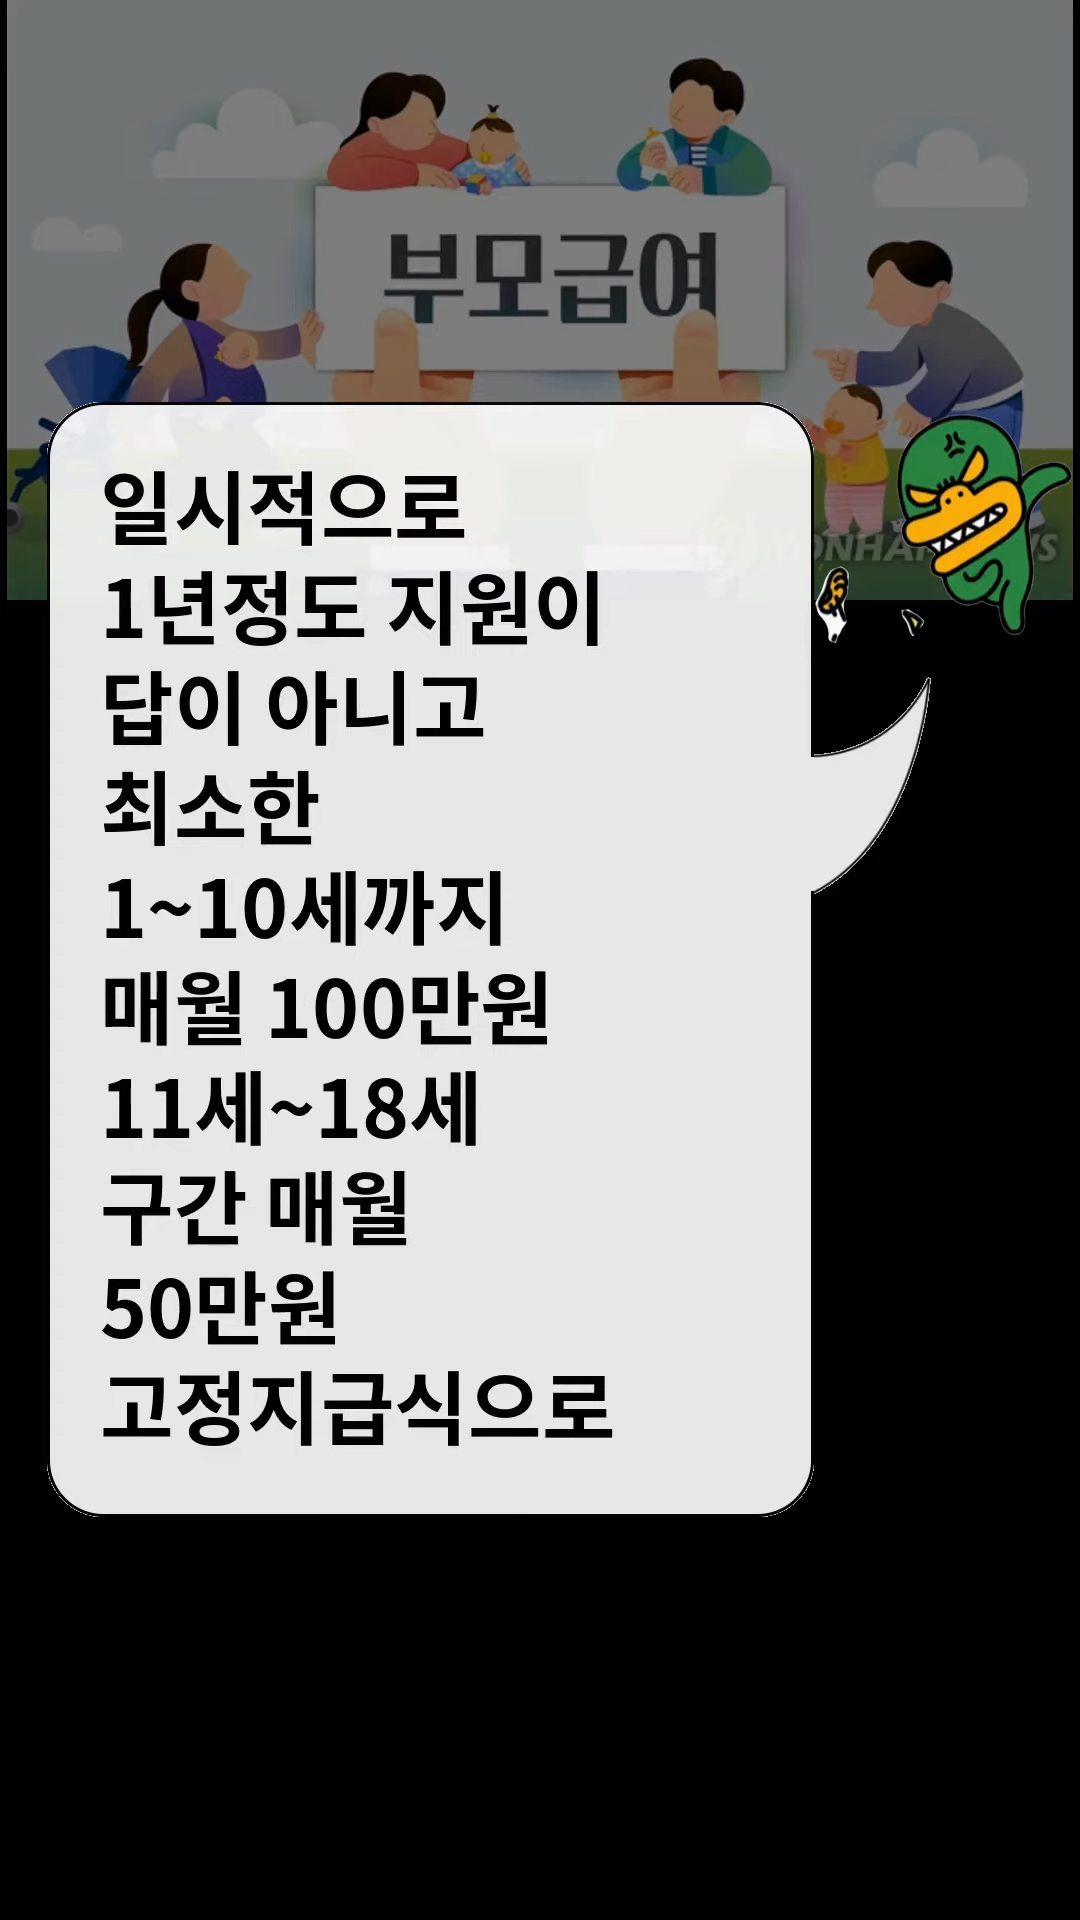 부모급여
일시적으로
1년정도 지원이
답이 아니고
최소한
1~10세까지
매월 100만원
11세~18세
구간 매월
50만원
고정지급식으로